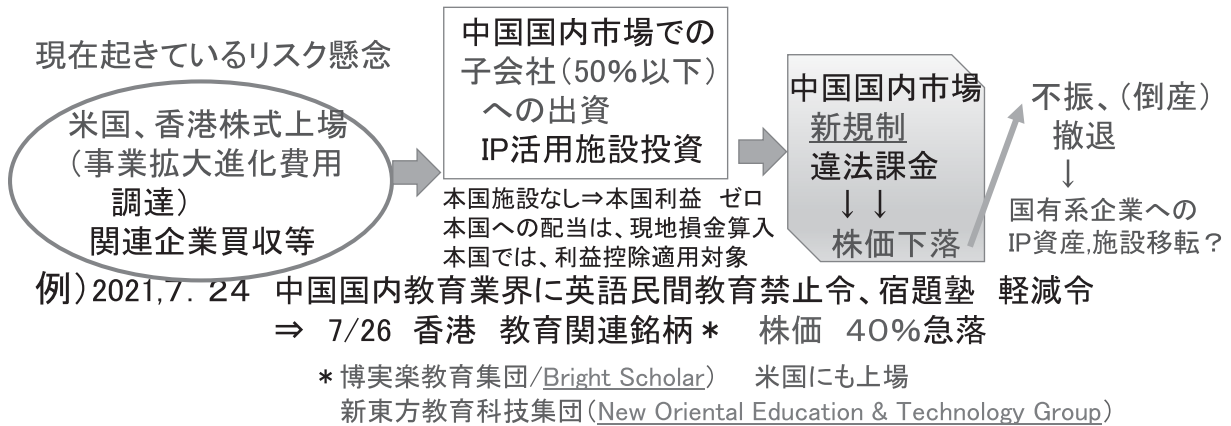 現在起きているリスク懸念
米国、香港株式上場
(事業拡大進化費用
調達)
関連企業買収等
中国国内市場での
子会社(50%以下)
への出資
IP活用施設投資
本国施設なし⇒本国利益 ゼロ
本国への配当は、現地損金算入
本国では、利益控除適用対象
中国国内市場
新規制
違法課金
↓ ↓
株価下落
不振、(倒産)
撤退
↓
国有系企業への
IP資産,施設移転?
例)2021,7.24 中国国内教育業界に英語民間教育禁止令、宿題塾 軽減令
⇒ 7/26 香港 教育関連銘柄* 株価 40%急落
*博実楽教育集団/Bright Scholar) 米国にも上場
新東方教育科技集団(New Oriental Education & Technology Group)